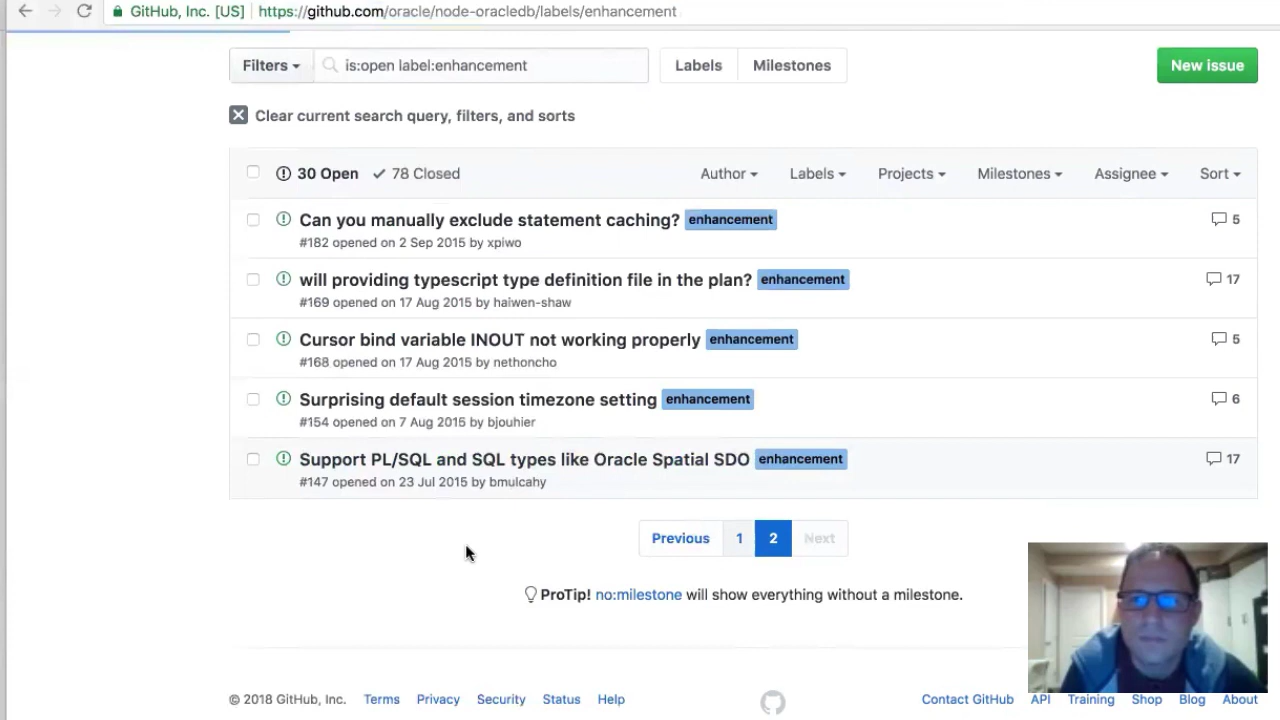 GitHub, Inc. [US] https://github.com/oracle/node-oracledb/labels/enhancement
Filters is:open label:enhancement Labels Milestones New issue
Clear current search query, filters, and sorts
30 Open 78 Closed Author Labels Projects Milestones Assignee Sort
Can you manually exclude statement caching? enhancement 5
#182 opened on 2 Sep 2015 by xpiwo
will providing typescript type definition file in the plan? enhancement 17
#169 opened on 17 Aug 2015 by haiwen-shaw
Cursor bind variable INOUT not working properly enhancement 5
#168 opened on 17 Aug 2015 by nethoncho
Surprising default session timezone setting enhancement 6
#154 opened on 7 Aug 2015 by bjouhier
Support PL/SQL and SQL types like Oracle Spatial SDO enhancement 17
#147 opened on 23 Jul 2015 by bmulcahy
Previous 1 2 Next
ProTip! no:milestone will show everything without a milestone.
© 2018 GitHub, Inc. Terms Privacy Security Status Help Contact GitHub API Training Shop Blog About